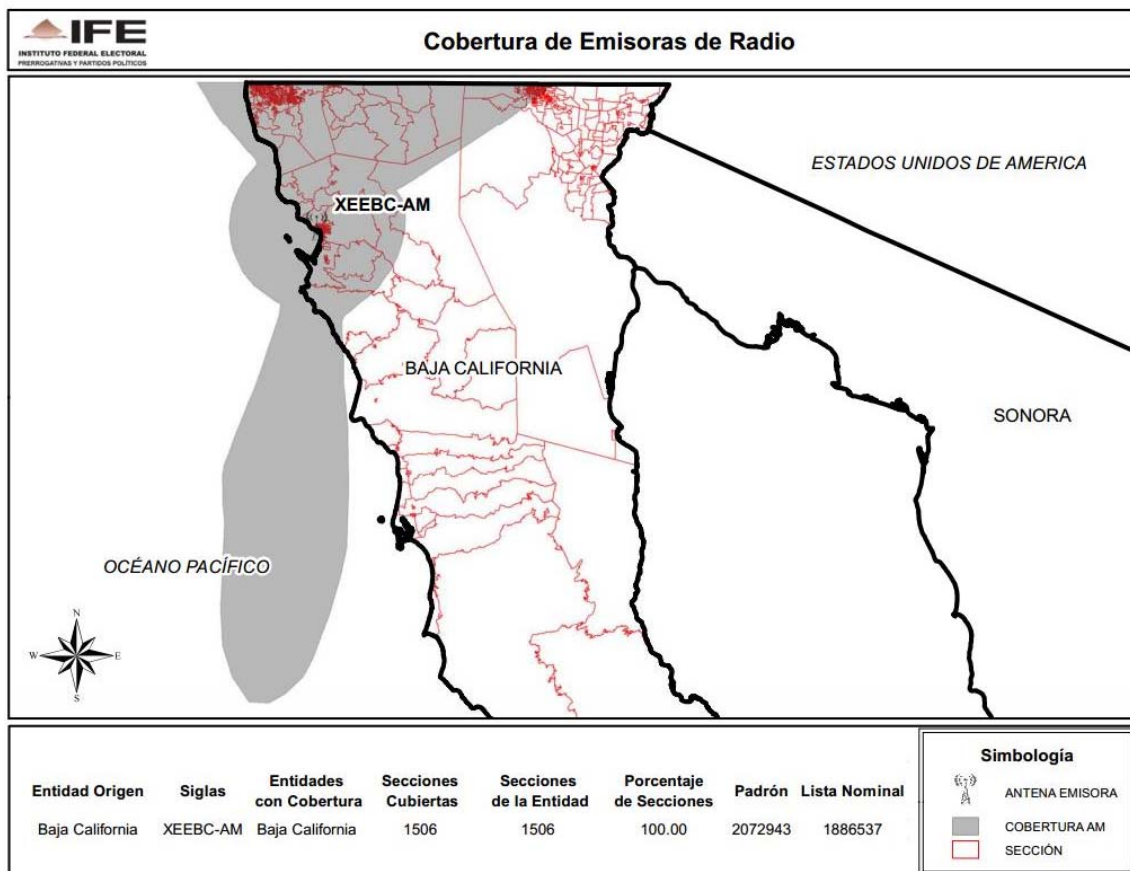 IFE
INSTITUTO FEDERAL ELECTORAL
PRERROGATIVAS Y PARTIDOS POLÍTICOS
Cobertura de Emisoras de Radio
ESTADOS UNIDOS DE AMERICA
XEEBC-AM
BAJA CALIFORNIA
SONORA
OCÉANO PACÍFICO
N
W E
S
Entidad Origen Siglas Entidades con Cobertura Secciones Cubiertas Secciones de la Entidad Porcentaje de Secciones Padrón Lista Nominal
Baja California XEEBC-AM Baja California 1506 1506 100.00 2072943 1886537
Simbología
ANTENA EMISORA
COBERTURA AM
SECCIÓN